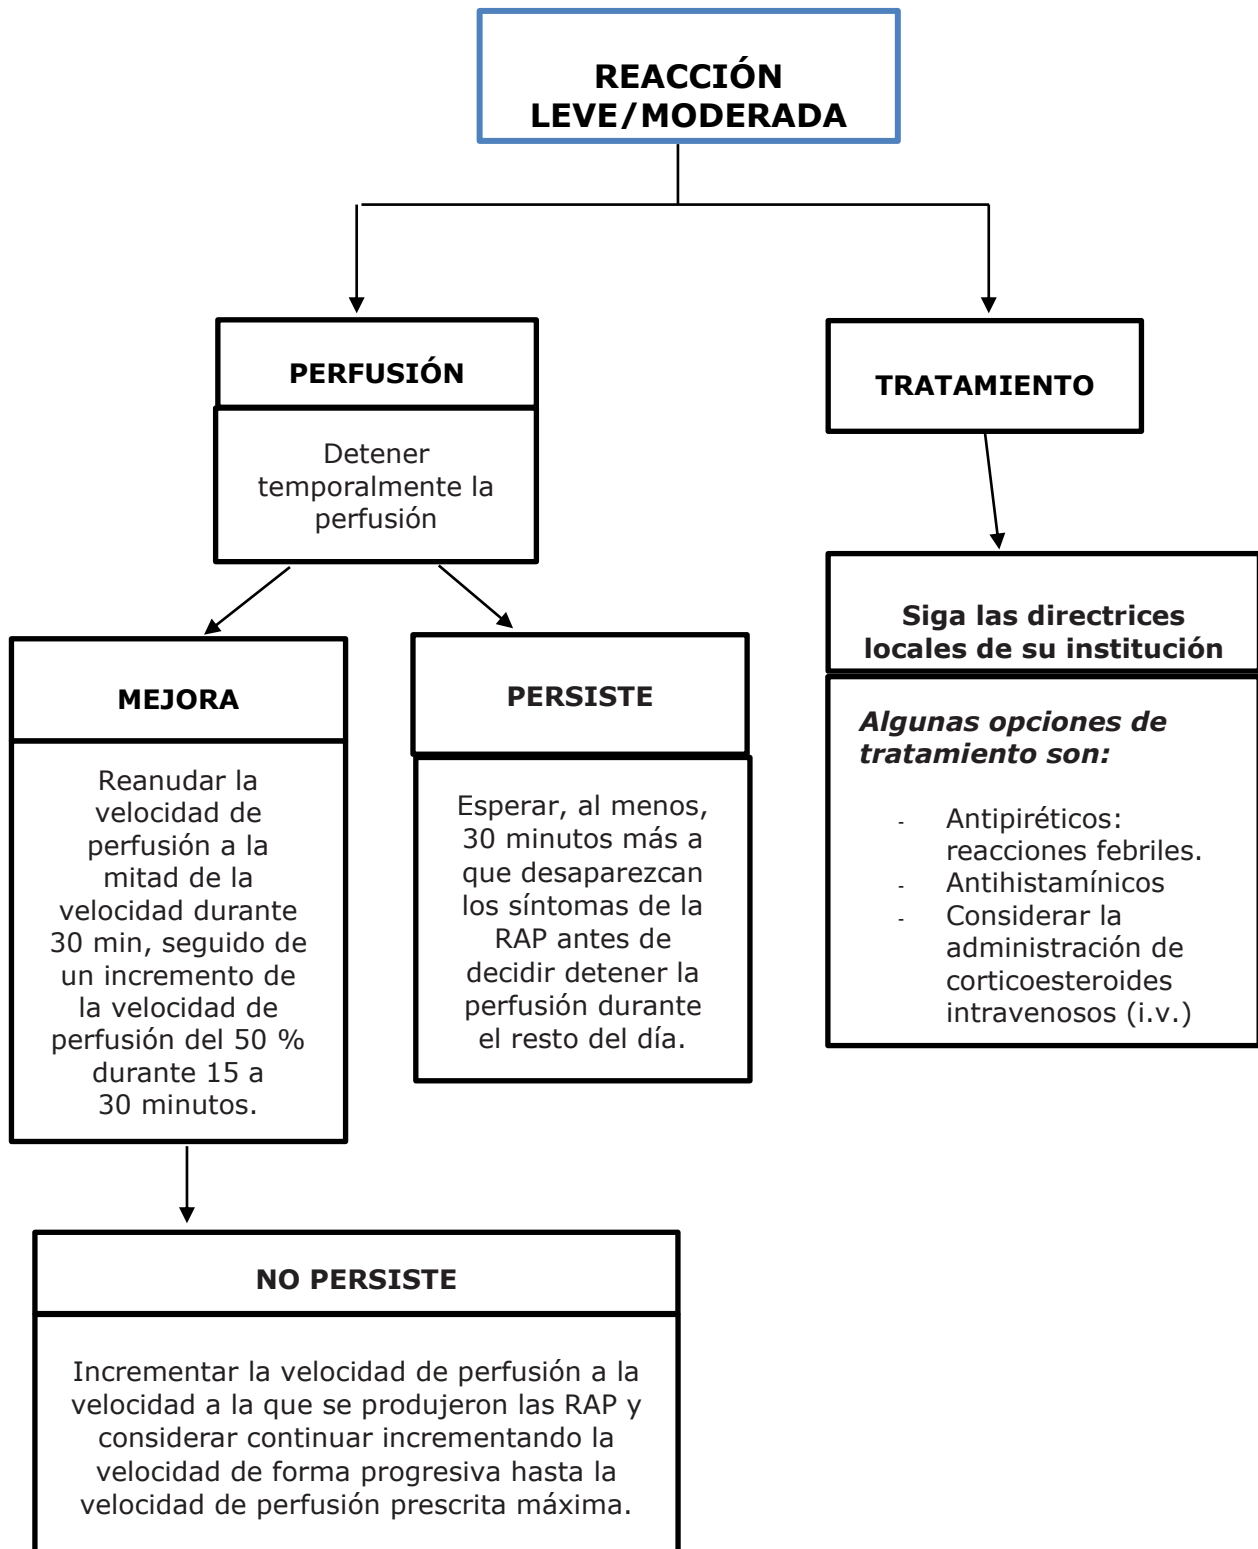 REACCIÓN
LEVE/MODERADA
PERFUSIÓN
Detener
temporalmente la
perfusión
MEJORA
Reanudar la
velocidad de
perfusión a la
mitad de la
velocidad durante
30 min, seguido de
un incremento de
la velocidad de
perfusión del 50 %
durante 15 a
30 minutos.
PERSISTE
Esperar, al menos,
30 minutos más a
que desaparezcan
los síntomas de la
RAP antes de
decidir detener la
perfusión durante
el resto del día.
NO PERSISTE
Incrementar la velocidad de perfusión a la
velocidad a la que se produjeron las RAP y
considerar continuar incrementando la
velocidad de forma progresiva hasta la
velocidad de perfusión prescrita máxima.
TRATAMIENTO
Siga las directrices
locales de su institución
Algunas opciones de
tratamiento son:
- Antipiréticos:
reacciones febriles.
- Antihistamínicos
- Considerar la
administración de
corticoesteroides
intravenosos (i.v.)